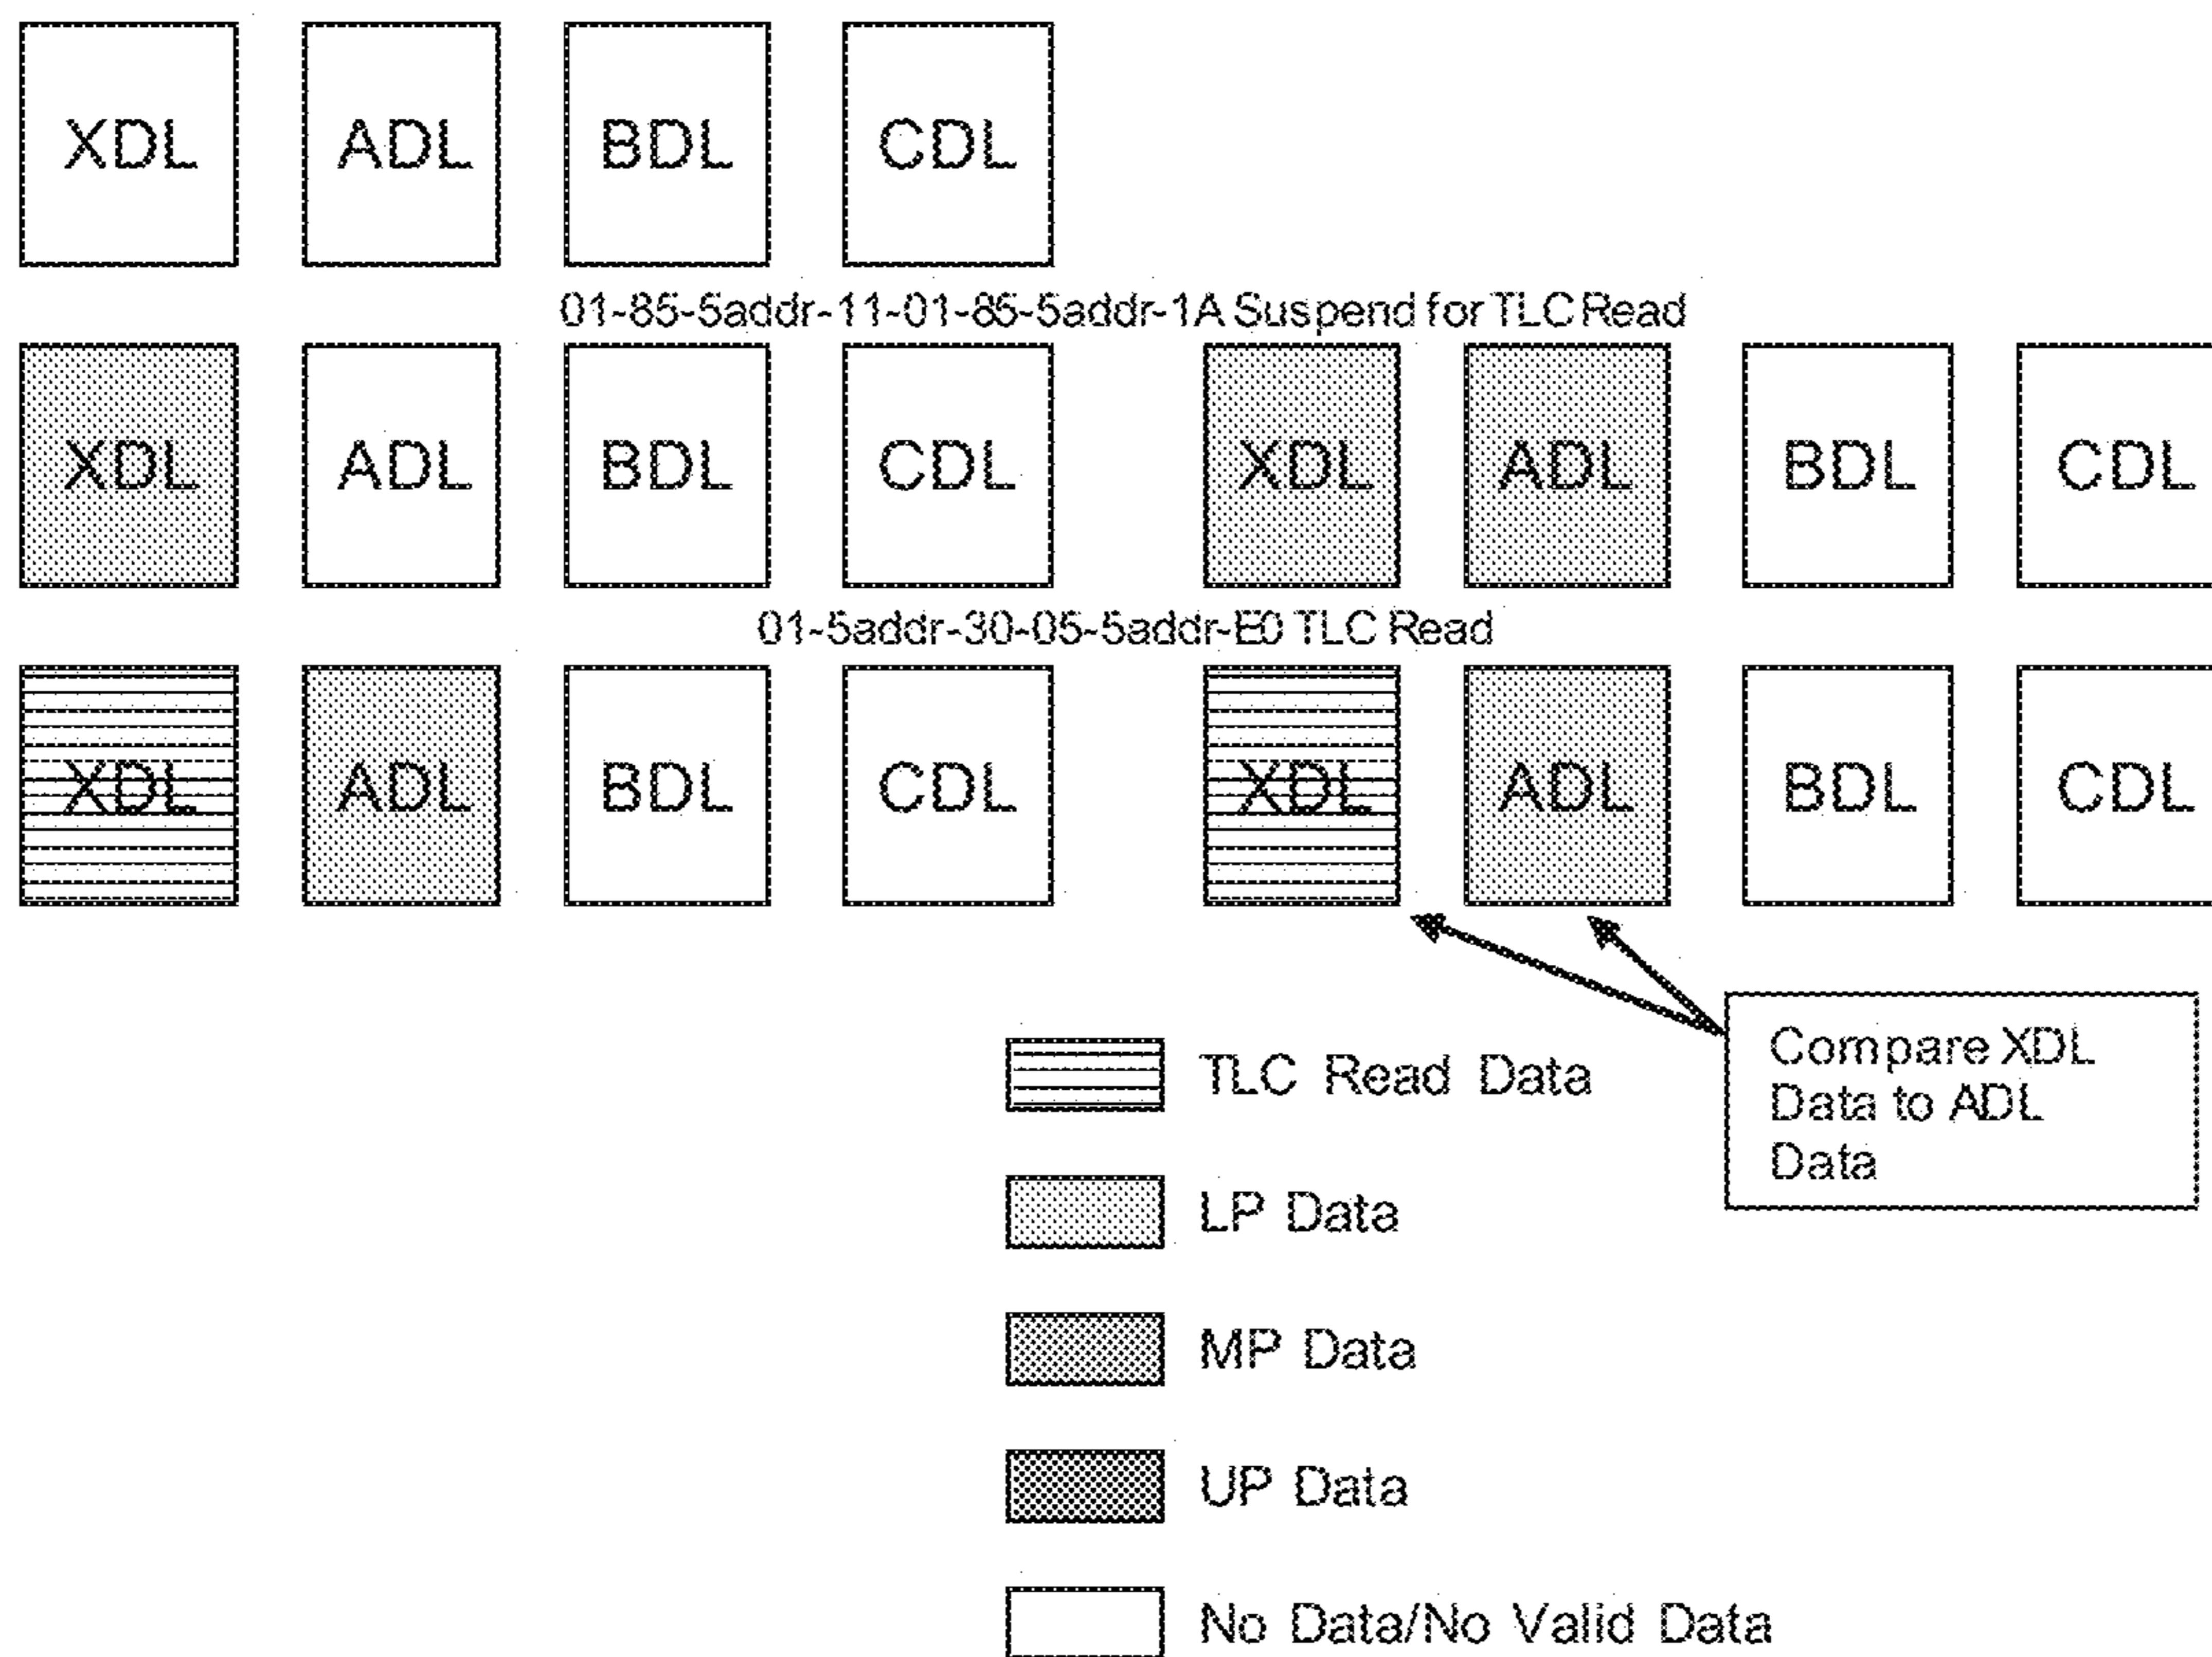 XDL ADL BDL CDL
01-85-5addr-11-01-85-5addr-1A Suspend for TLC Read
XDL ADL BDL CDL XDL ADL BDL CDL
01-5addr-30-05-5addr-E0 TLC Read
XDL ADL BDL CDL XDL ADL BDL CDL
Compare XDL
Data to ADL
Data
TLC Read Data
LP Data
MP Data
UP Data
No Data/No Valid Data